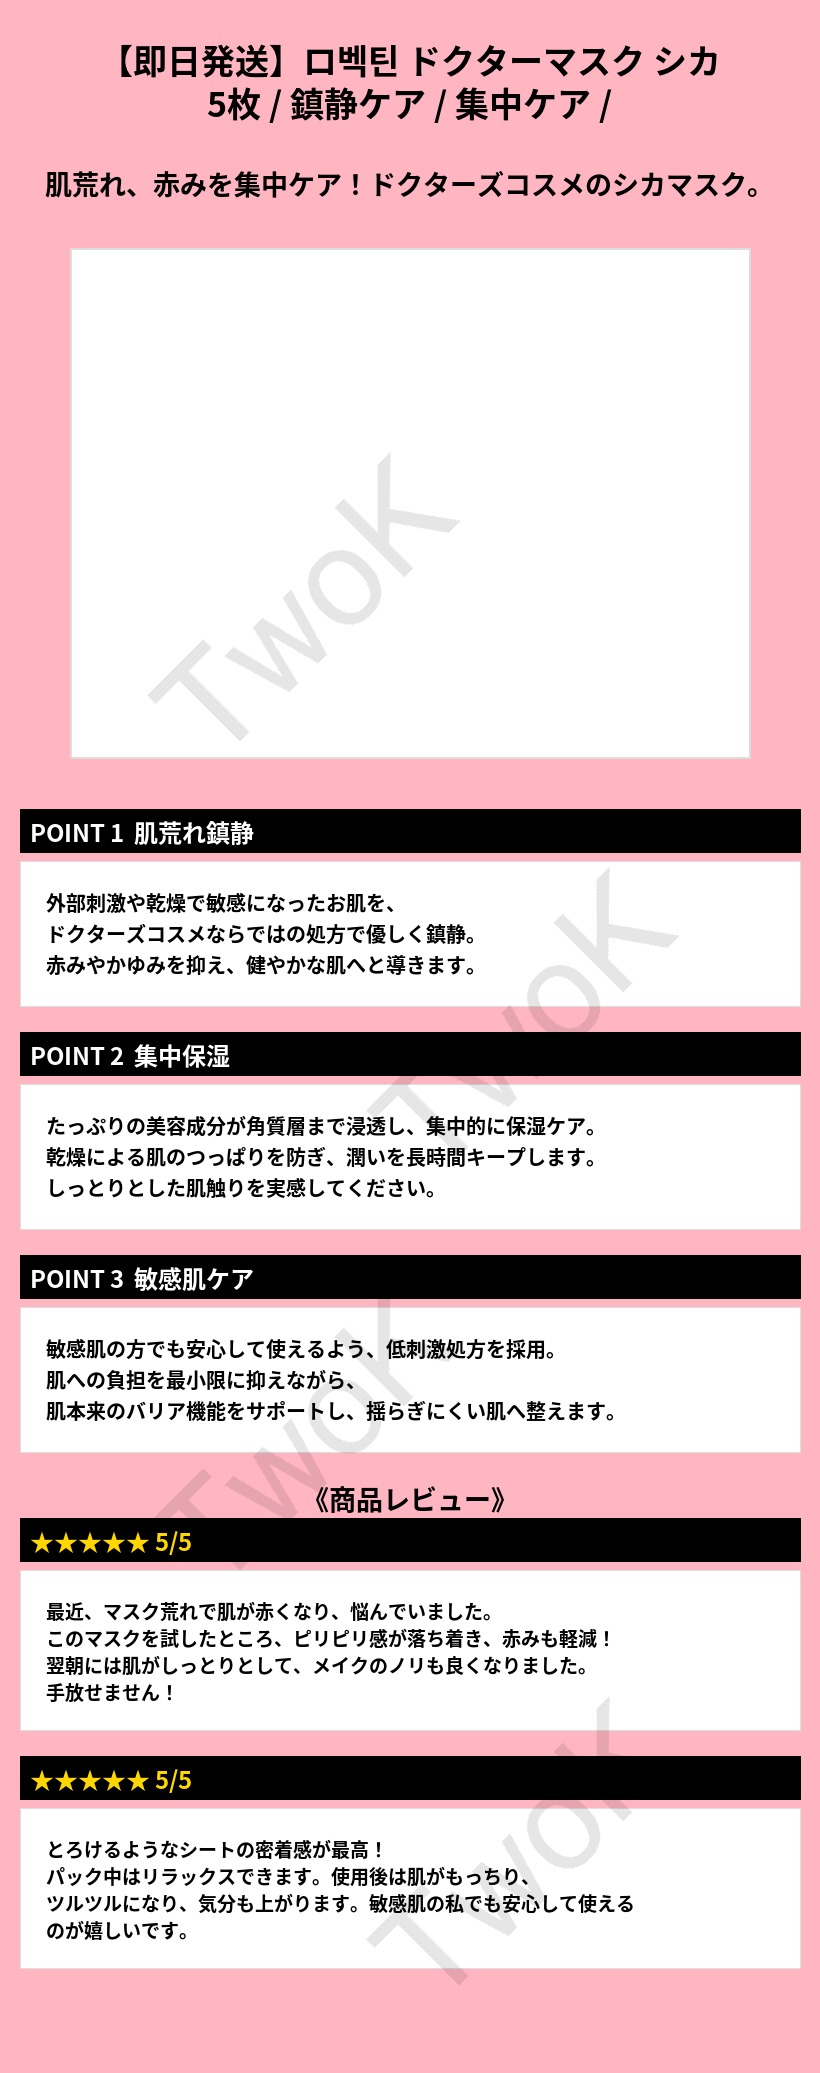 【即日発送】로벡틴 ドクターマスク シカ
5枚 / 鎮静ケア / 集中ケア /
肌荒れ、赤みを集中ケア！ドクターズコスメのシカマスク。
TwoK
POINT 1 肌荒れ鎮静
外部刺激や乾燥で敏感になったお肌を、
ドクターズコスメならではの処方で優しく鎮静。
赤みやかゆみを抑え、健やかな肌へと導きます。
TwoK
POINT 2 集中保湿
たっぷりの美容成分が角質層まで浸透し、集中的に保湿ケア。
乾燥による肌のつっぱりを防ぎ、潤いを長時間キープします。
しっとりとした肌触りを実感してください。
POINT 3 敏感肌ケア
敏感肌の方でも安心して使えるよう、低刺激処方を採用。
肌への負担を最小限に抑えながら、
肌本来のバリア機能をサポートし、揺らぎにくい肌へ整えます。
TwoK
《商品レビュー》
★★★★★ 5/5
最近、マスク荒れで肌が赤くなり、悩んでいました。
このマスクを試したところ、ピリピリ感が落ち着き、赤みも軽減！
翌朝には肌がしっとりとして、メイクのノリも良くなりました。
手放せません！
★★★★★ 5/5
とろけるようなシートの密着感が最高！
パック中はリラックスできます。使用後は肌がもっちり、
ツルツルになり、気分も上がります。敏感肌の私でも安心して使える
のが嬉しいです。
TwoK